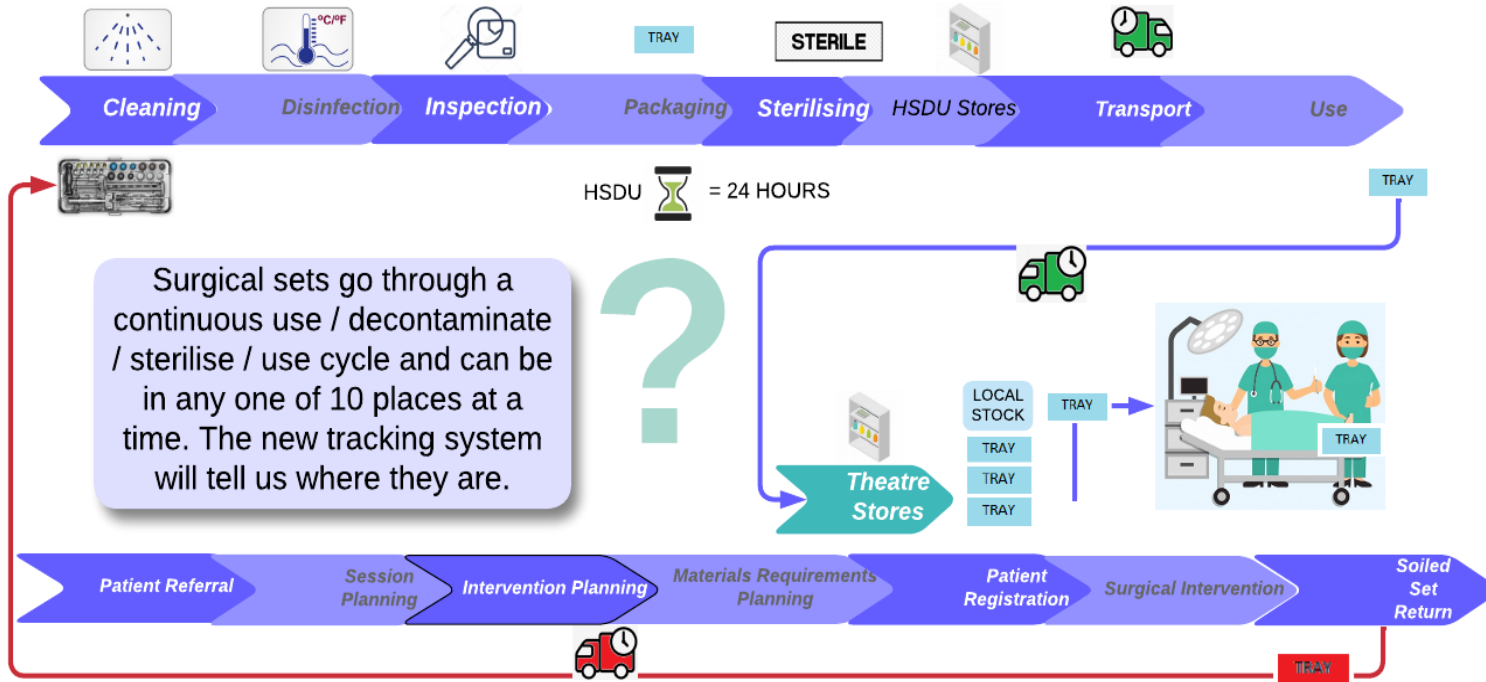 °C/°F
TRAY
STERILE
Cleaning
Disinfection
Inspection
Packaging
Sterilising
HSDU Stores
Transport
Use
HSDU = 24 HOURS
TRAY
Surgical sets go through a
continuous use / decontaminate
/ sterilise / use cycle and can be
in any one of 10 places at a
time. The new tracking system
will tell us where they are.
?
LOCAL
STOCK
TRAY
TRAY
TRAY
TRAY
TRAY
Theatre
Stores
Patient Referral
Session
Planning
Intervention Planning
Materials Requirements
Planning
Patient
Registration
Surgical Intervention
Soiled
Set
Return
TRAY